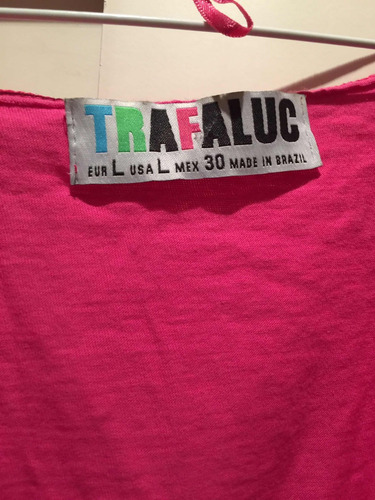 TRAFALUC
EUR L USA L MEX 30 MADE IN BRAZIL